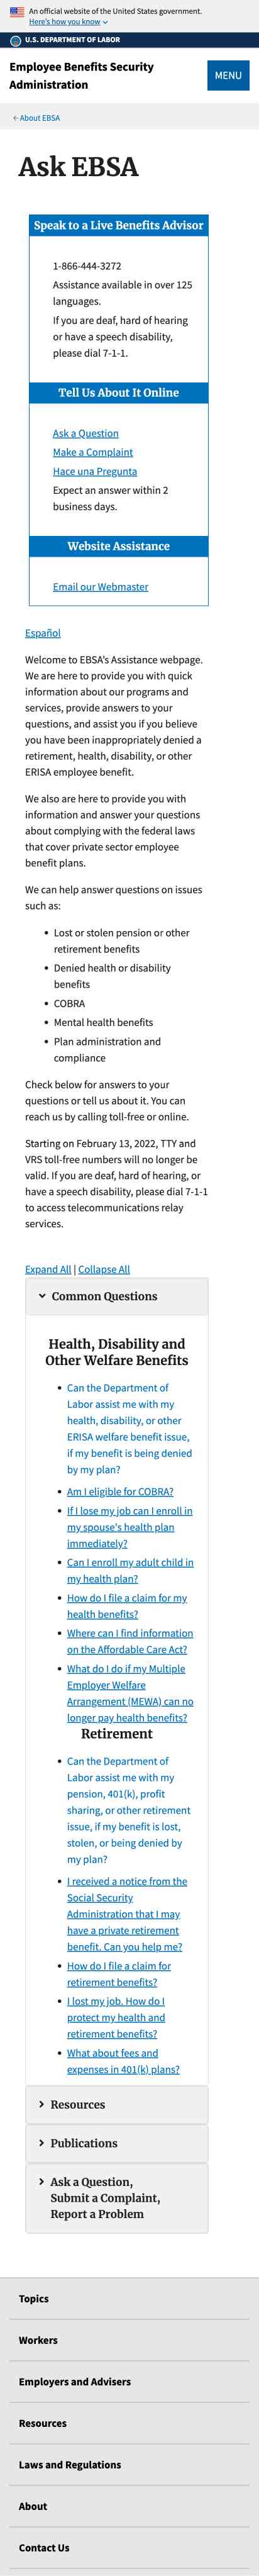 An official website of the United States government.
Here's how you know
U.S. DEPARTMENT OF LABOR
Employee Benefits Security
Administration
MENU
About EBSA
Ask EBSA
Speak to a Live Benefits Advisor
1-866-444-3272
Assistance available in over 125
languages.
If you are deaf, hard of hearing
or have a speech disability,
please dial 7-1-1.
Tell Us About It Online
Ask a Question
Make a Complaint
Hace una Pregunta
Expect an answer within 2
business days.
Website Assistance
Email our Webmaster
Español
Welcome to EBSA's Assistance webpage.
We are here to provide you with quick
information about our programs and
services, provide answers to your
questions, and assist you if you believe
you have been inappropriately denied a
retirement, health, disability, or other
ERISA employee benefit.
We also are here to provide you with
information and answer your questions
about complying with the federal laws
that cover private sector employee
benefit plans.
We can help answer questions on issues
such as:
• Lost or stolen pension or other
retirement benefits
• Denied health or disability
benefits
• COBRA
• Mental health benefits
• Plan administration and
compliance
Check below for answers to your
questions or tell us about it. You can
reach us by calling toll-free or online.
Starting on February 13, 2022, TTY and
VRS toll-free numbers will no longer be
valid. If you are deaf, hard of hearing, or
have a speech disability, please dial 7-1-1
to access telecommunications relay
services.
Expand All | Collapse All
Common Questions
Health, Disability and
Other Welfare Benefits
• Can the Department of
Labor assist me with my
health, disability, or other
ERISA welfare benefit issue,
if my benefit is being denied
by my plan?
• Am I eligible for COBRA?
• If I lose my job can I enroll in
my spouse's health plan
immediately?
• Can I enroll my adult child in
my health plan?
• How do I file a claim for my
health benefits?
• Where can I find information
on the Affordable Care Act?
• What do I do if my Multiple
Employer Welfare
Arrangement (MEWA) can no
longer pay health benefits?
Retirement
• Can the Department of
Labor assist me with my
pension, 401(k), profit
sharing, or other retirement
issue, if my benefit is lost,
stolen, or being denied by
my plan?
• I received a notice from the
Social Security
Administration that I may
have a private retirement
benefit. Can you help me?
• How do I file a claim for
retirement benefits?
• I lost my job. How do I
protect my health and
retirement benefits?
• What about fees and
expenses in 401(k) plans?
Resources
Publications
Ask a Question,
Submit a Complaint,
Report a Problem
Topics
Workers
Employers and Advisers
Resources
Laws and Regulations
About
Contact Us